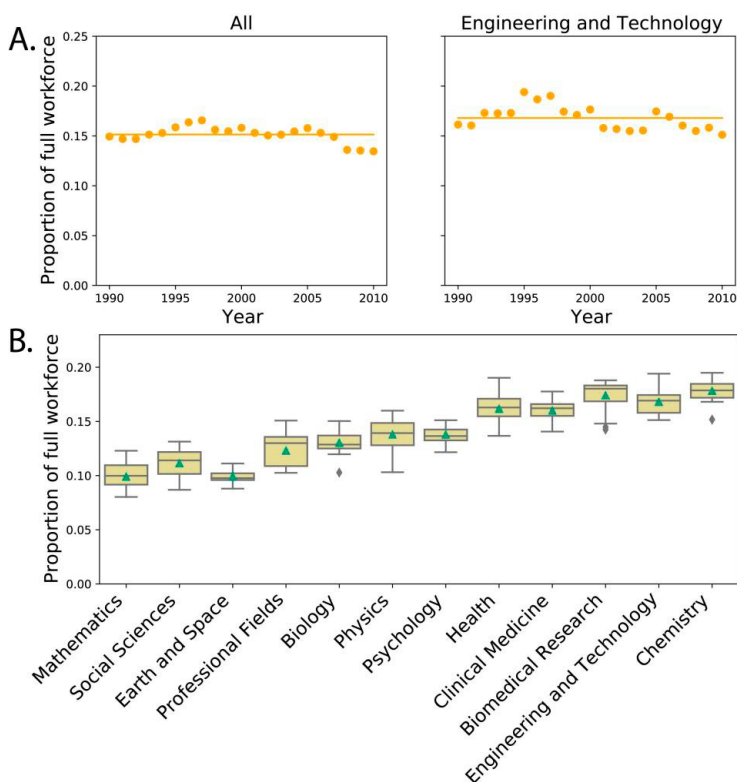 A.
All
Engineering and Technology
Proportion of full workforce
0.25
0.20
0.15
0.10
0.05
0.00
1990 1995 2000 2005 2010
1990 1995 2000 2005 2010
Year
Year
B.
Proportion of full workforce
0.20
0.15
0.10
0.05
0.00
Mathematics
Social Sciences
Earth and Space
Professional Fields
Biology
Physics
Psychology
Health
Clinical Medicine
Biomedical Research
Engineering and Technology
Chemistry